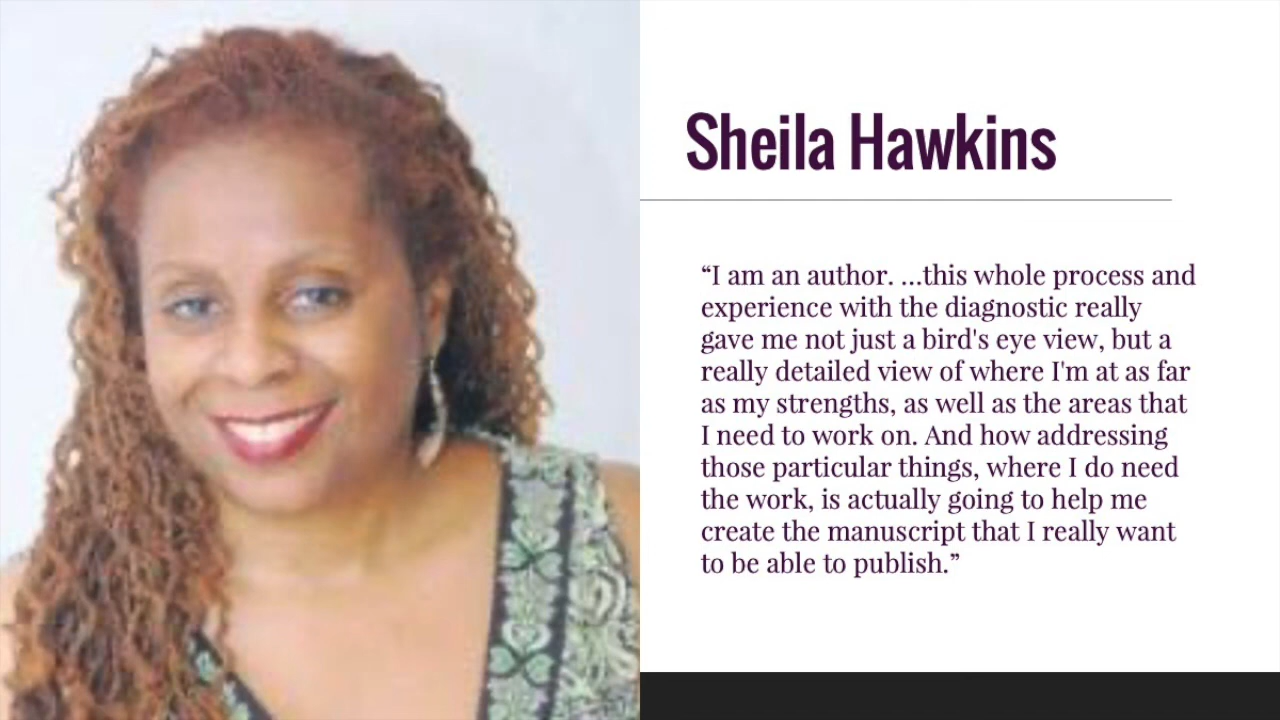 Sheila Hawkins
“I am an author. ...this whole process and
experience with the diagnostic really
gave me not just a bird's eye view, but a
really detailed view of where I'm at as far
as my strengths, as well as the areas that
I need to work on. And how addressing
those particular things, where I do need
the work, is actually going to help me
create the manuscript that I really want
to be able to publish.”